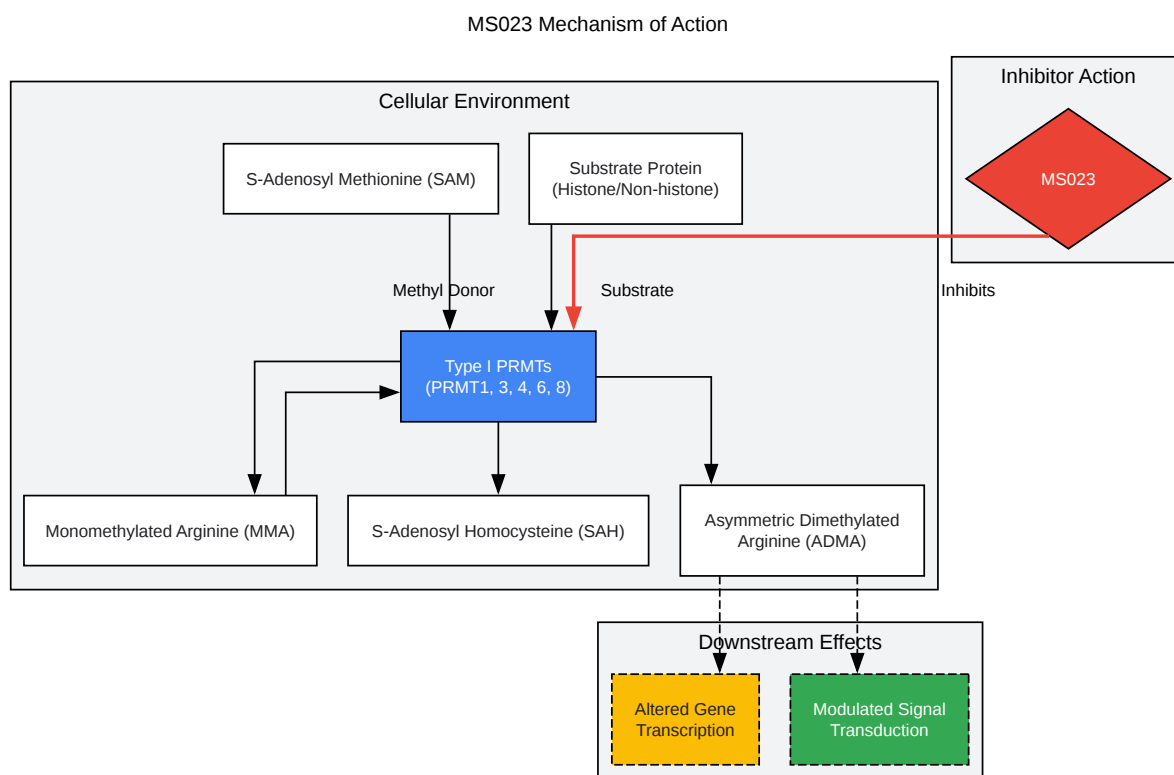 MS023 Mechanism of Action
Inhibitor Action
MS023
Cellular Environment
S-Adenosyl Methionine (SAM)
Substrate Protein
(Histone/Non-histone)
Methyl Donor
Substrate
Inhibits
Type I PRMTs
(PRMT1, 3, 4, 6, 8)
Monomethylated Arginine (MMA)
S-Adenosyl Homocysteine (SAH)
Asymmetric Dimethylated
Arginine (ADMA)
Downstream Effects
Altered Gene
Transcription
Modulated Signal
Transduction